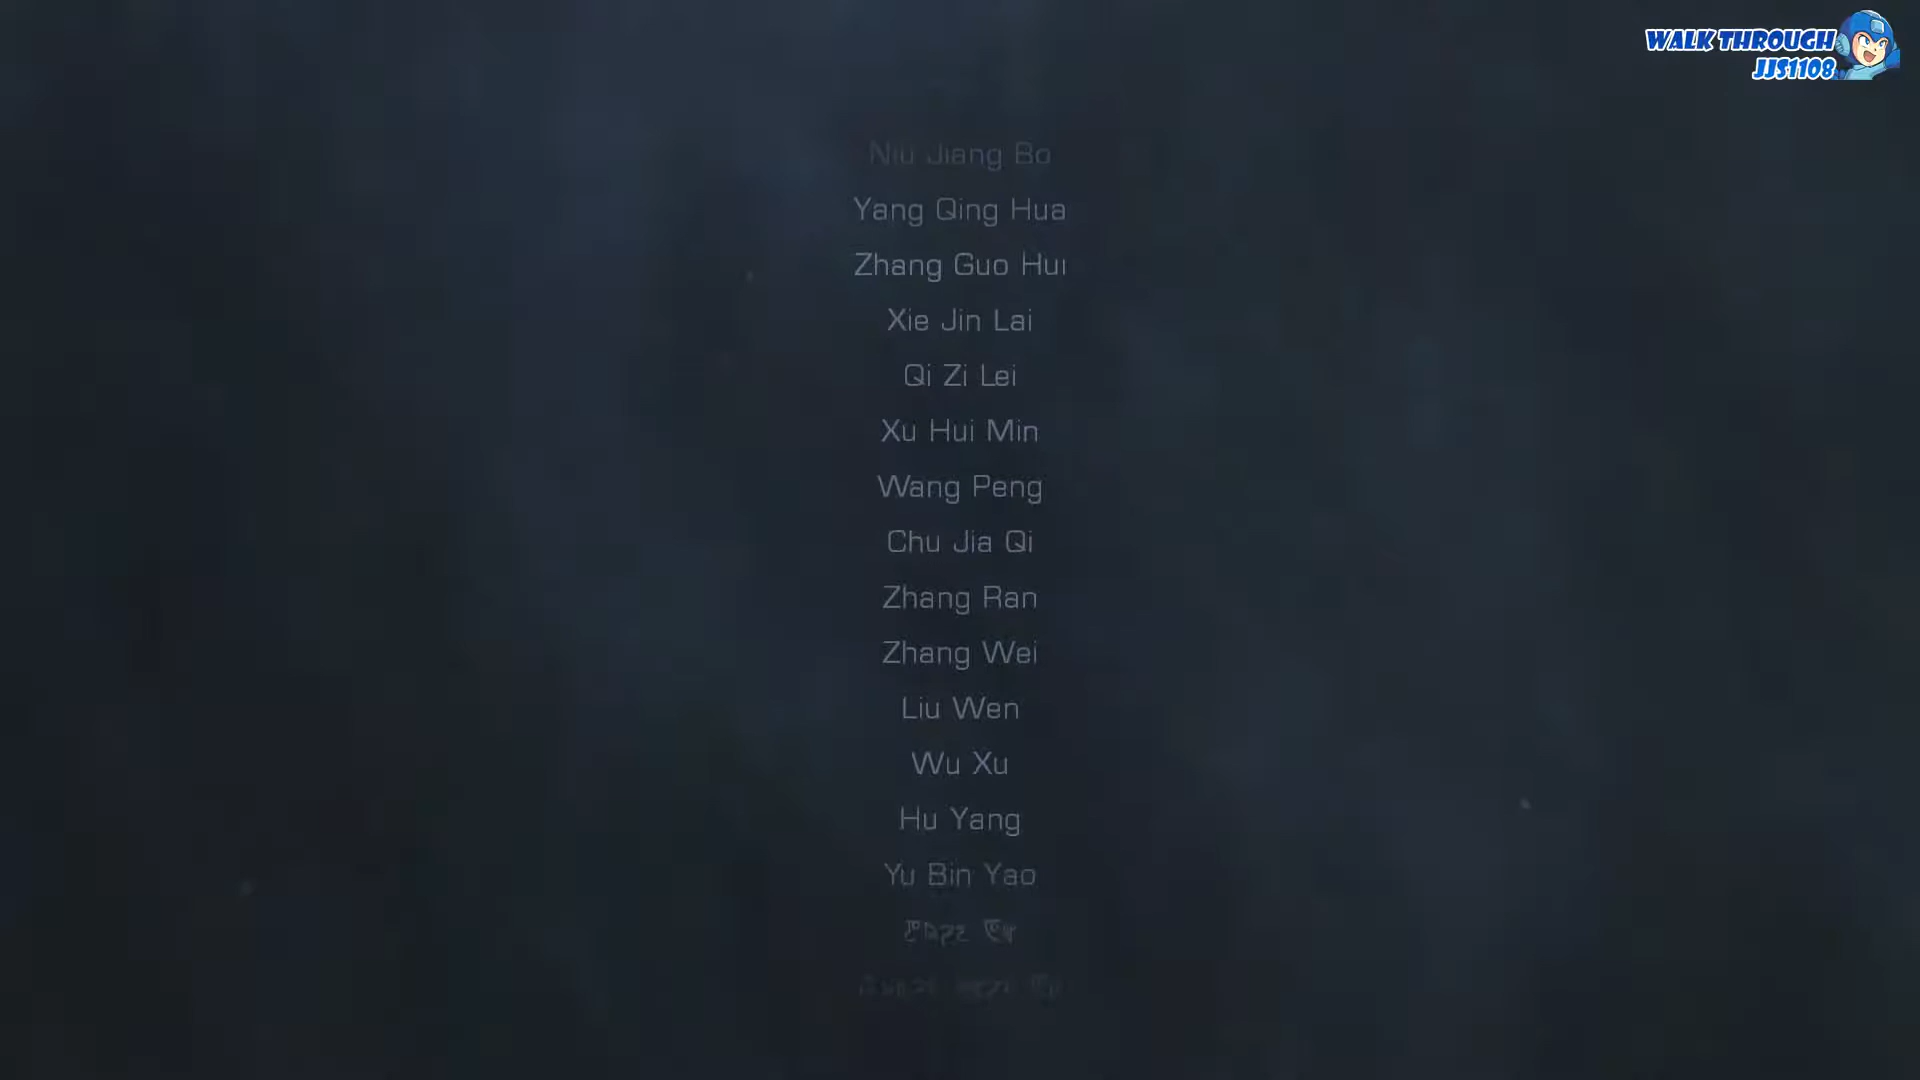 WALK THROUGH
JJS1108
Niu Jiang Bo
Yang Qing Hua
Zhang Guo Hui
Xie Jin Lai
Qi Zi Lei
Xu Hui Min
Wang Peng
Chu Jia Qi
Zhang Ran
Zhang Wei
Liu Wen
Wu Xu
Hu Yang
Yu Bin Yao